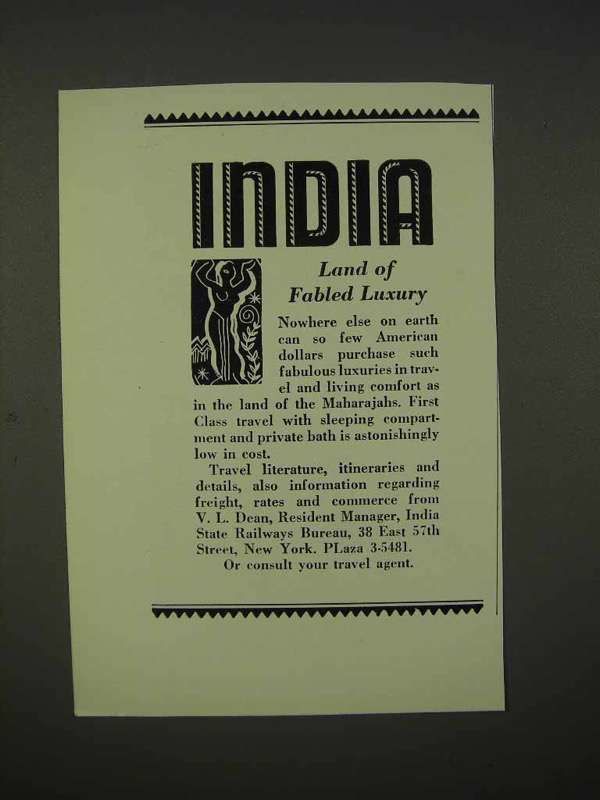 INDIA
Land of
Fabled Luxury
Nowhere else on earth
can so few American
dollars purchase such
fabulous luxuries in trav-
el and living comfort as
in the land of the Maharajahs. First
Class travel with sleeping compart-
ment and private bath is astonishingly
low in cost.
Travel literature, itineraries and
details, also information regarding
freight, rates and commerce from
V. L. Dean, Resident Manager, India
State Railways Bureau, 38 East 57th
Street, New York. PLaza 3-5481.
Or consult your travel agent.